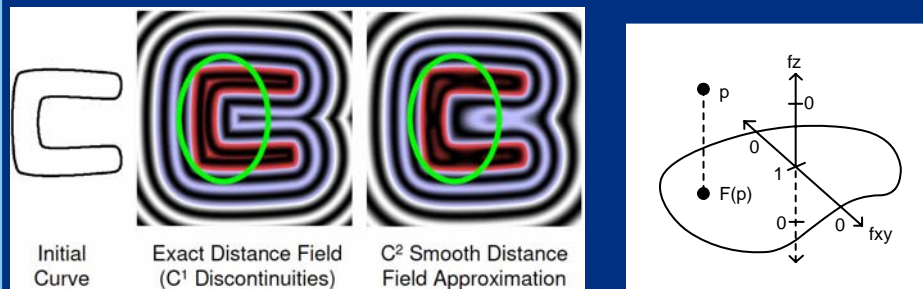 Initial
Curve
Exact Distance Field
(C¹ Discontinuities)
C² Smooth Distance
Field Approximation
fz
p
0
0
1
F(p)
0
0
fxy